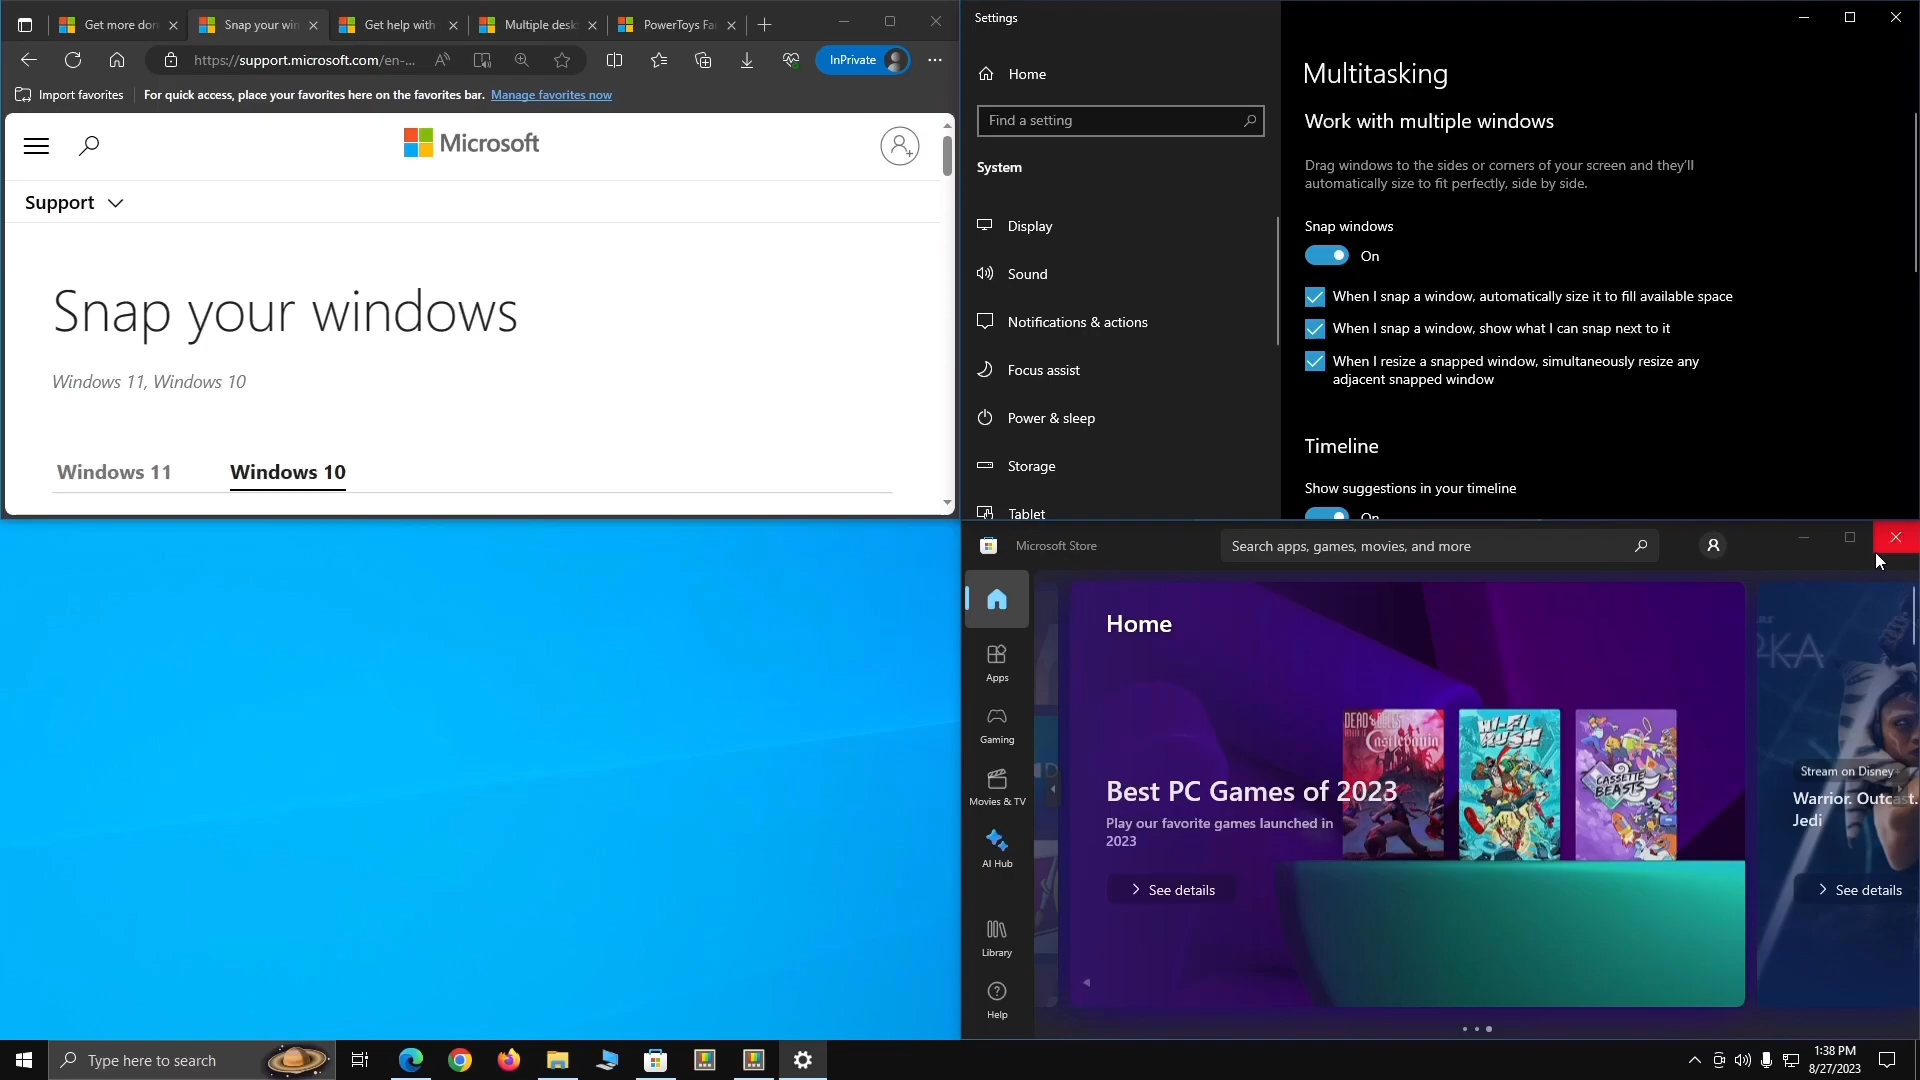 Get more don
Snap your win
Get help with
Multiple desk
PowerToys Fa
https://support.microsoft.com/en-...
InPrivate
Import favorites
For quick access, place your favorites here on the favorites bar. Manage favorites now
Microsoft
Support
Snap your windows
Windows 11, Windows 10
Windows 11
Windows 10
Settings
Home
Find a setting
System
Display
Sound
Notifications & actions
Focus assist
Power & sleep
Storage
Tablet
Multitasking
Work with multiple windows
Drag windows to the sides or corners of your screen and they'll
automatically size to fit perfectly, side by side.
Snap windows
On
When I snap a window, automatically size it to fill available space
When I snap a window, show what I can snap next to it
When I resize a snapped window, simultaneously resize any
adjacent snapped window
Timeline
Show suggestions in your timeline
On
Microsoft Store
Search apps, games, movies, and more
Home
Apps
Gaming
Movies & TV
AI Hub
Library
Help
DEAD CELLS
Castlevania
HI-FI
RUSH
CASSETTE
BEASTS
Best PC Games of 2023
Play our favorite games launched in
2023
See details
Stream on Disney+
Warrior. Outcast.
Jedi
See details
Type here to search
1:38 PM
8/27/2023